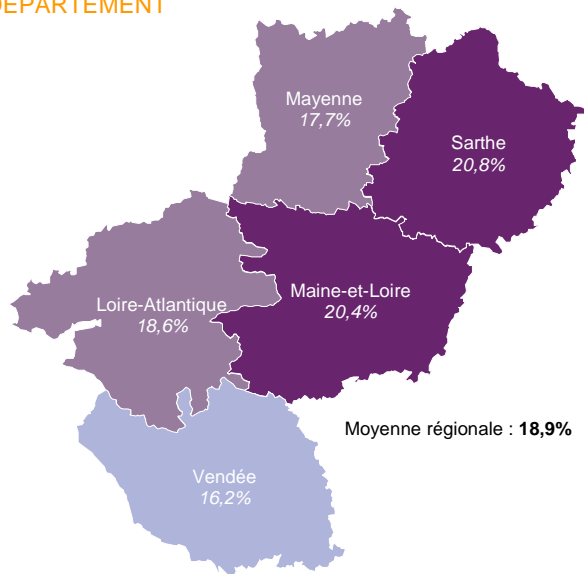 DÉPARTEMENT
Mayenne
17,7%
Sarthe
20,8%
Loire-Atlantique
18,6%
Maine-et-Loire
20,4%
Moyenne régionale : 18,9%
Vendée
16,2%